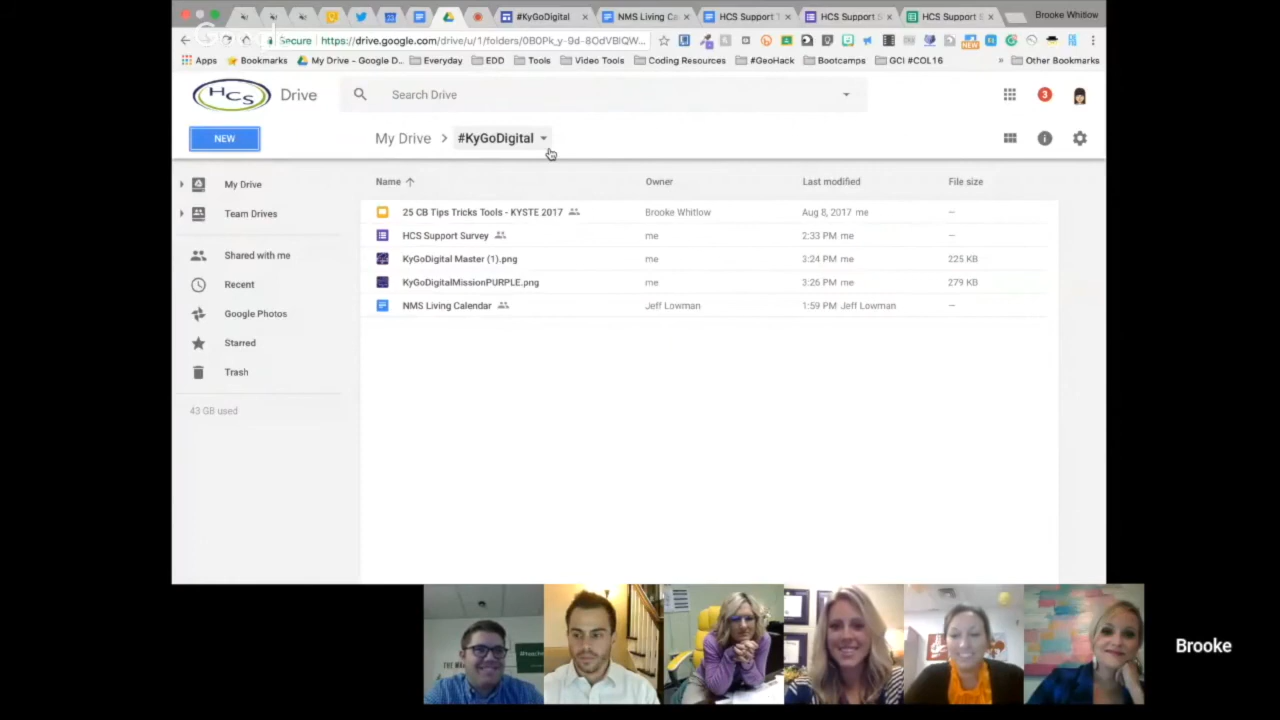 #KyGoDigital
NMS Living Ca
HCS Support
HCS Support
HCS Support
Brooke Whitlow
Secure
https://drive.google.com/drive/u/1/folders/0B0Pk_y-9d-8OdVBlQW...
Apps
Bookmarks
My Drive - Google D...
Everyday
EDD
Tools
Video Tools
Coding Resources
#GeoHack
Bootcamps
GCI #COL16
»
Other Bookmarks
HCS
Drive
Search Drive
3
NEW
My Drive > #KyGoDigital
Name Owner Last modified File size
My Drive
Team Drives
Shared with me
Recent
Google Photos
Starred
Trash
43 GB used
25 CB Tips Tricks Tools - KYSTE 2017 Brooke Whitlow Aug 8, 2017 me —
HCS Support Survey me 2:33 PM me —
KyGoDigital Master (1).png me 3:24 PM me 225 KB
KyGoDigitalMissionPURPLE.png me 3:26 PM me 279 KB
NMS Living Calendar Jeff Lowman 1:59 PM Jeff Lowman —
Brooke